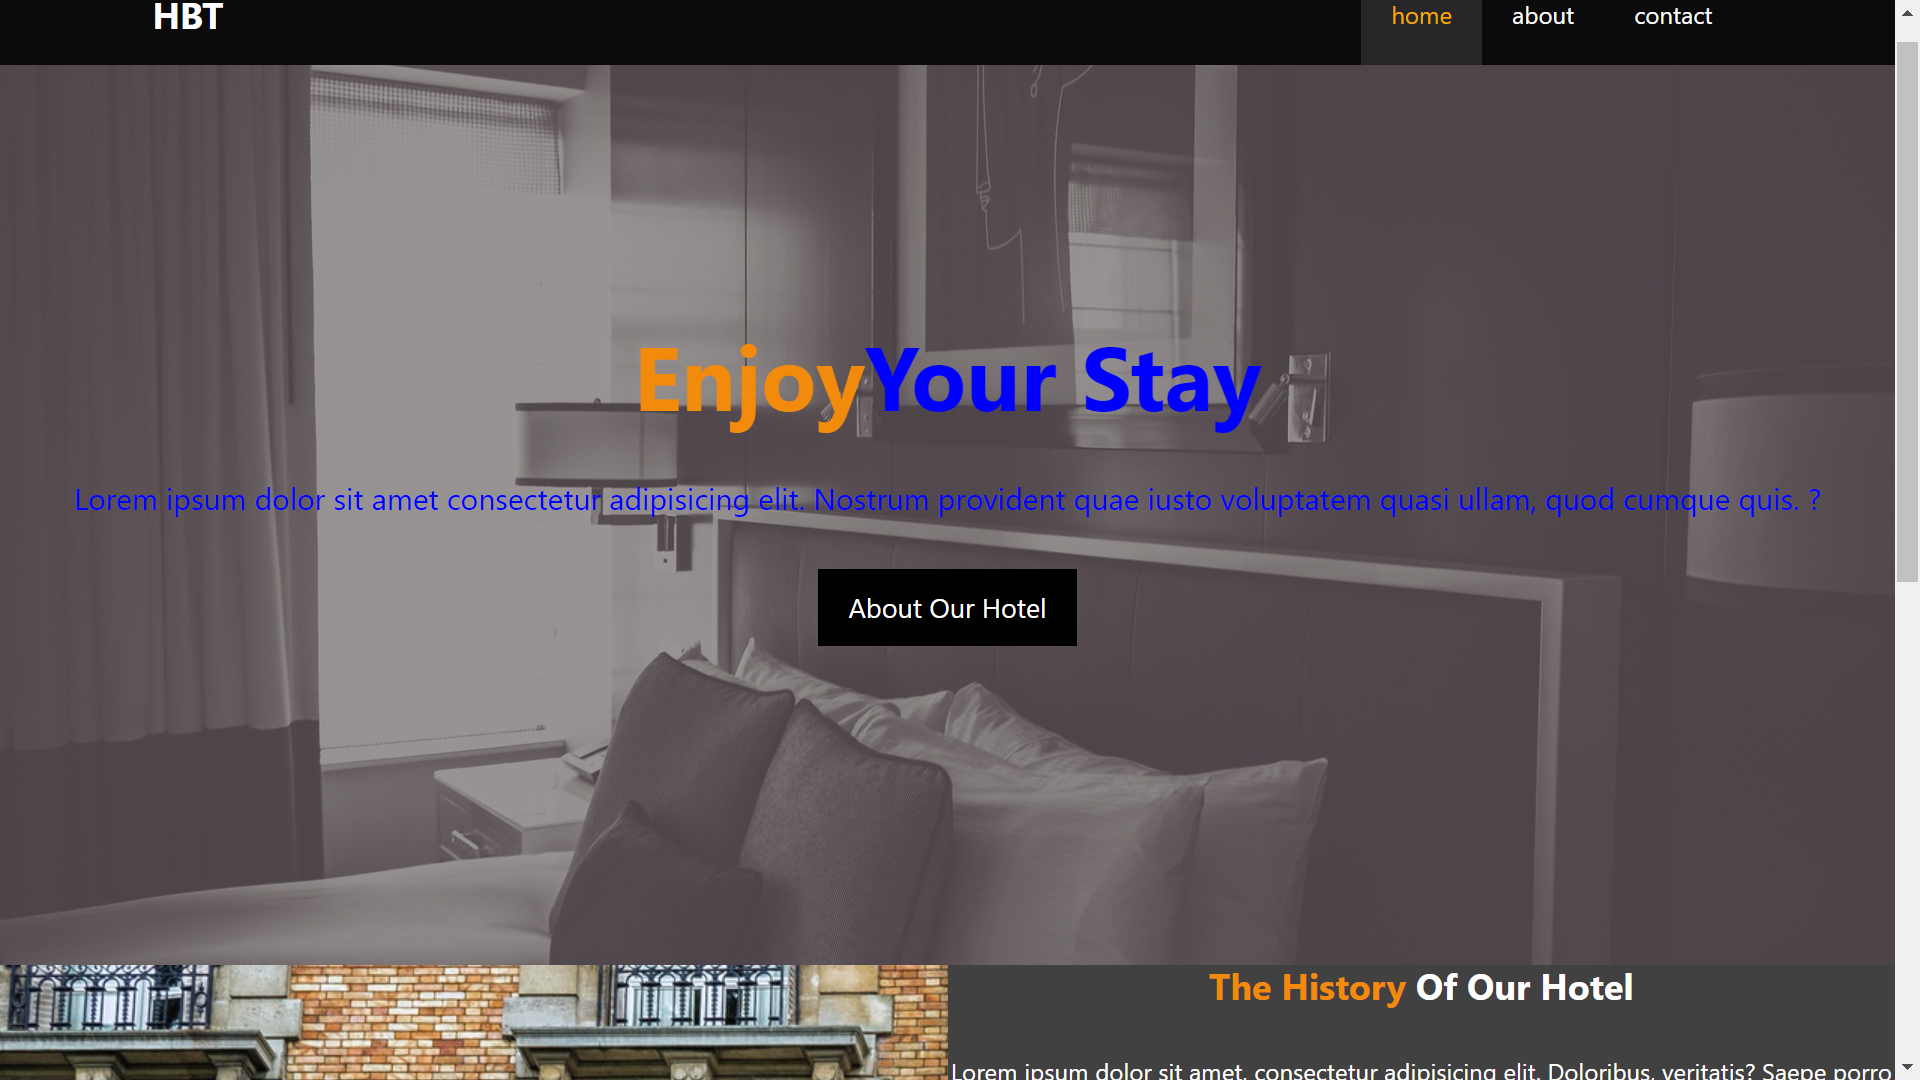 HBT
home about contact
EnjoyYour Stay
Lorem ipsum dolor sit amet consectetur adipisicing elit. Nostrum provident quae iusto voluptatem quasi ullam, quod cumque quis. ?
About Our Hotel
The History Of Our Hotel
Lorem ipsum dolor sit amet, consectetur adipisicing elit. Doloribus, veritatis? Saepe porro